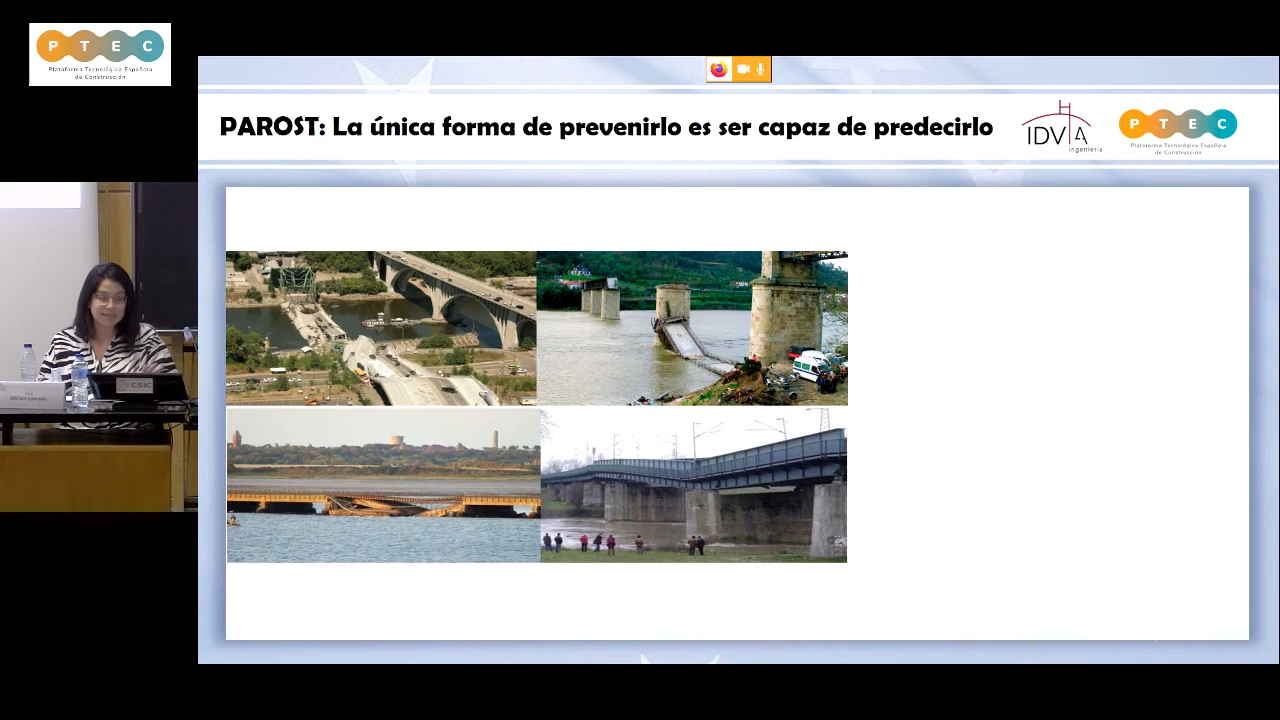 P T E C
Plataforma Tecnológica Española
de Construcción
PAROST: La única forma de prevenirlo es ser capaz de predecirlo
H
IDVIA
ingeniería
P T E C
Plataforma Tecnológica Española
de Construcción
CSIC